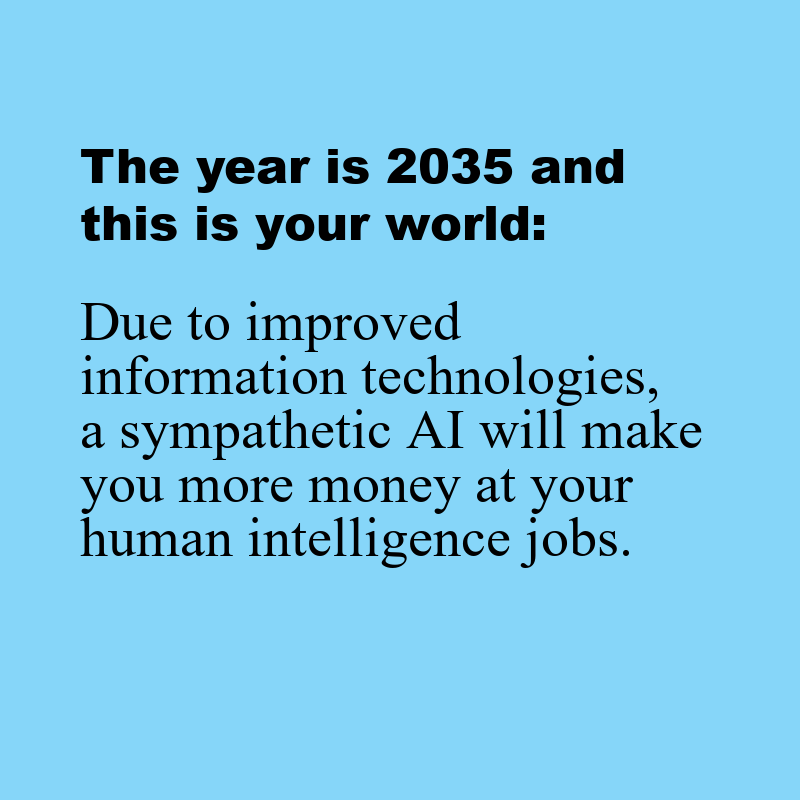 The year is 2035 and
this is your world:
Due to improved
information technologies,
a sympathetic AI will make
you more money at your
human intelligence jobs.